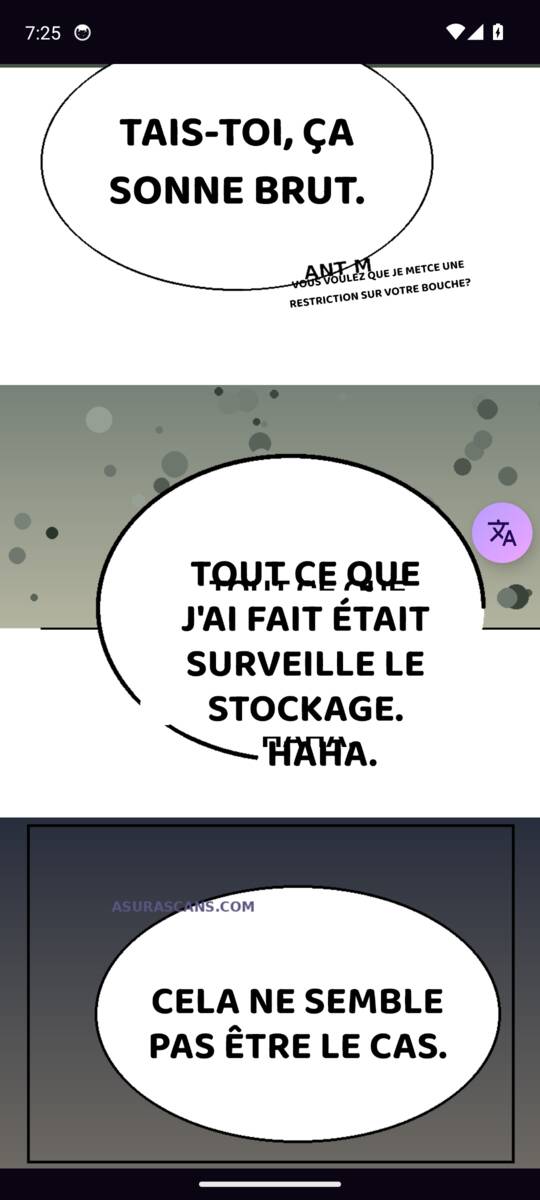 7:25
TAIS-TOI, ÇA
SONNE BRUT.
ANT M
VOUS VOULEZ QUE JE METCE UNE
RESTRICTION SUR VOTRE BOUCHE?
TOUT CE QUE
J'AI FAIT ÉTAIT
SURVEILLE LE
STOCKAGE.
HAHA.
ASURASCANS.COM
CELA NE SEMBLE
PAS ÊTRE LE CAS.